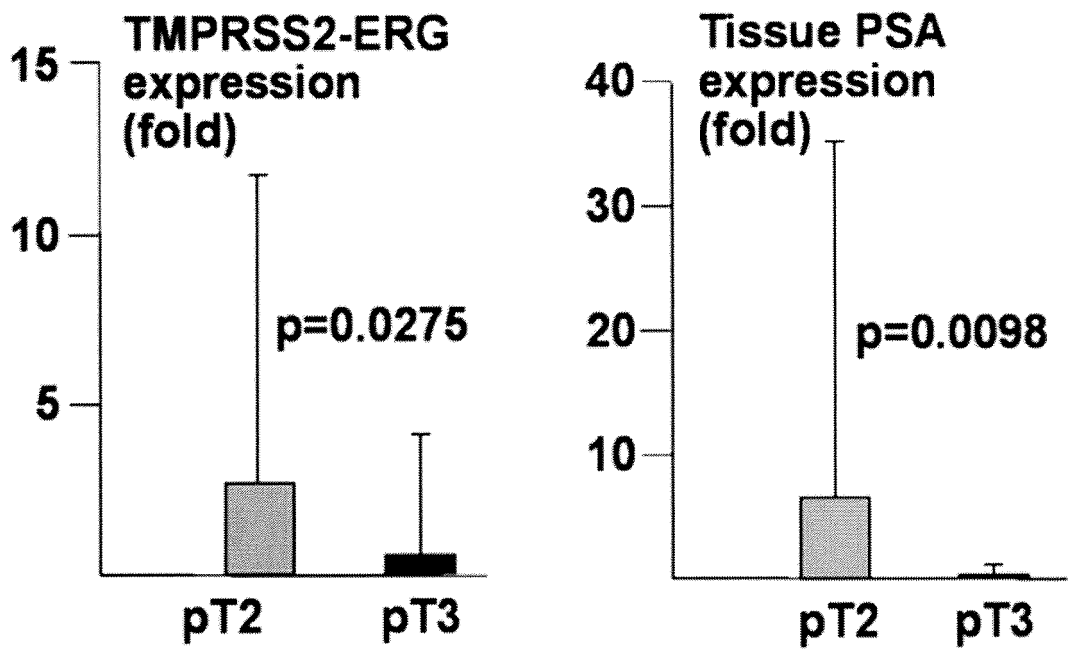 TMPRSS2-ERG
expression
(fold)
15
10
5
p=0.0275
pT2
pT3
Tissue PSA
expression
(fold)
40
30
20
10
p=0.0098
pT2
pT3